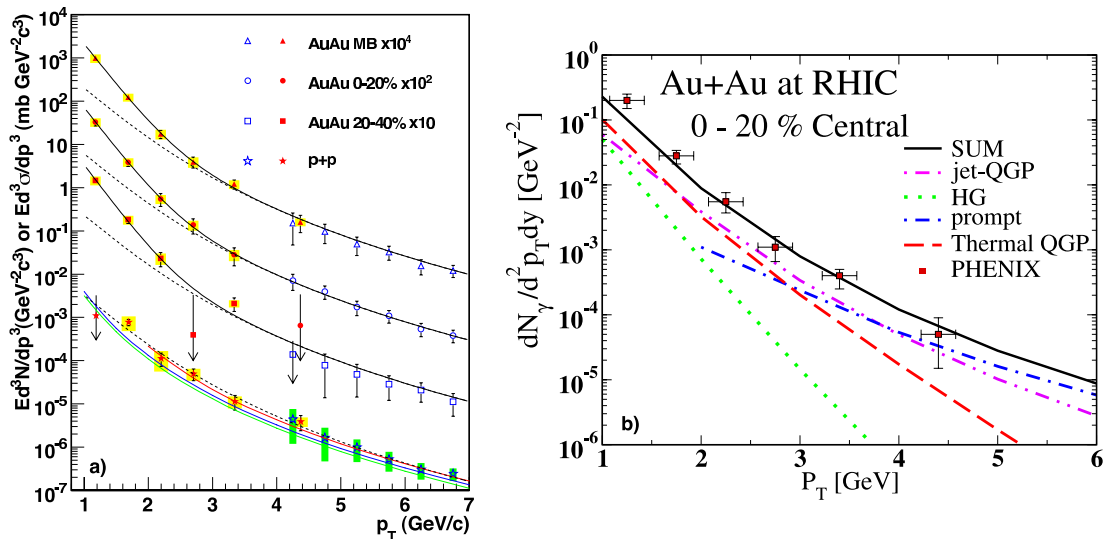 Ed³N/dp³(GeV⁻²c³) or Ed³σ/dp³ (mb GeV⁻²c³)
10⁴
10³
10²
10
1
10⁻¹
10⁻²
10⁻³
10⁻⁴
10⁻⁵
10⁻⁶
10⁻⁷
AuAu MB x10⁴
AuAu 0-20% x10²
AuAu 20-40% x10
p+p
a)
1 2 3 4 5 6 7
p_T (GeV/c)
dN_γ/d²p_T dy [GeV⁻²]
10⁰
10⁻¹
10⁻²
10⁻³
10⁻⁴
10⁻⁵
10⁻⁶
Au+Au at RHIC
0 - 20 % Central
SUM
jet-QGP
HG
prompt
Thermal QGP
PHENIX
b)
1 2 3 4 5 6
P_T [GeV]